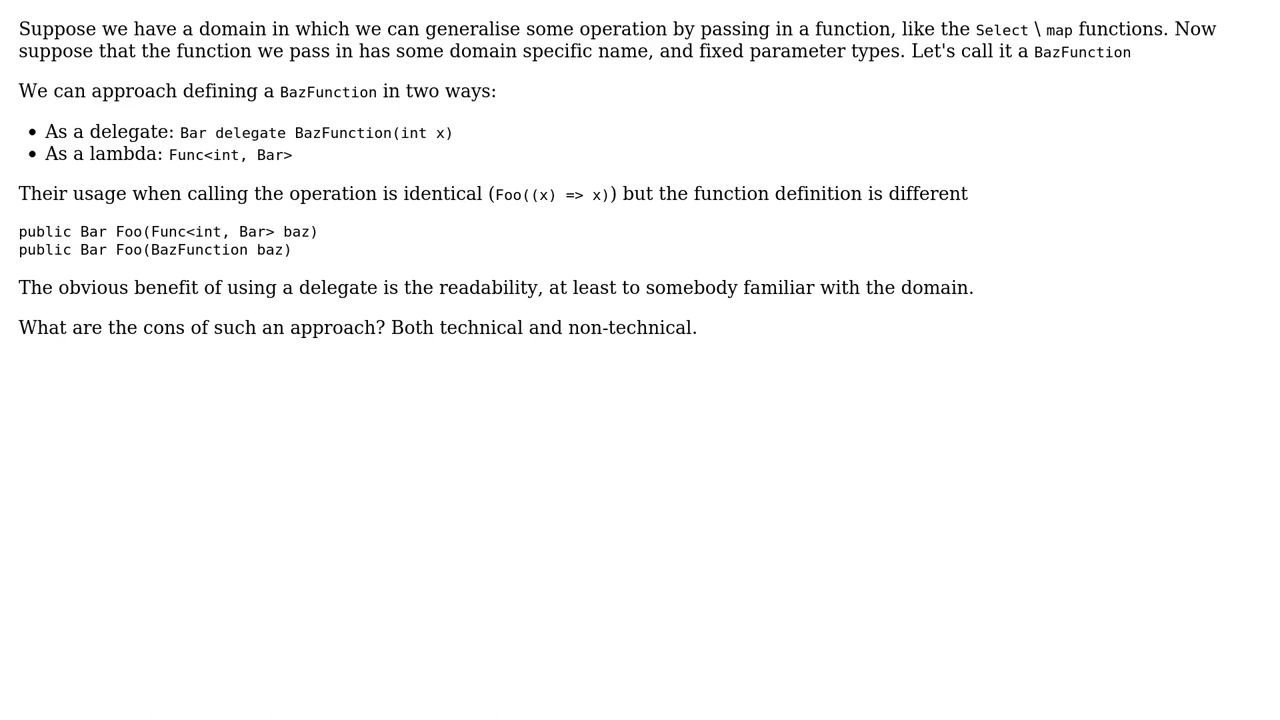 Suppose we have a domain in which we can generalise some operation by passing in a function, like the Select \ map functions. Now
suppose that the function we pass in has some domain specific name, and fixed parameter types. Let's call it a BazFunction
We can approach defining a BazFunction in two ways:
• As a delegate: Bar delegate BazFunction(int x)
• As a lambda: Func<int, Bar>
Their usage when calling the operation is identical (Foo((x) => x)) but the function definition is different
public Bar Foo(Func<int, Bar> baz)
public Bar Foo(BazFunction baz)
The obvious benefit of using a delegate is the readability, at least to somebody familiar with the domain.
What are the cons of such an approach? Both technical and non-technical.